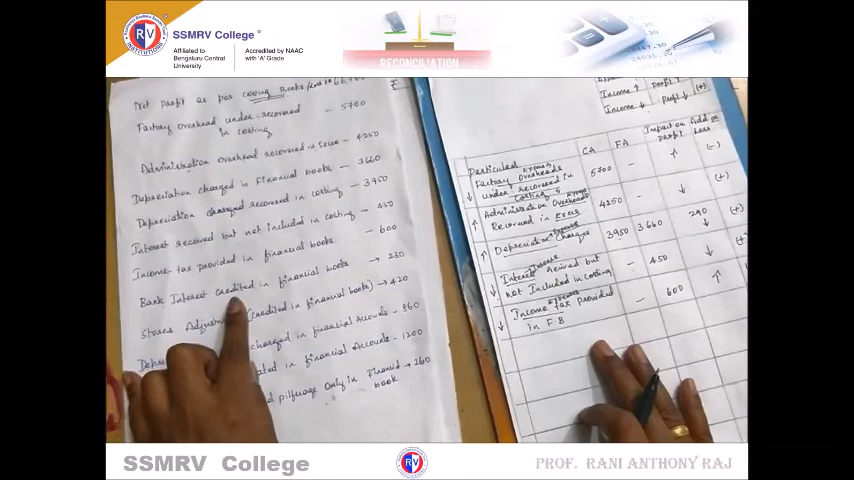 SSMRV College
Affiliated to
Bengaluru Central
University
Accredited by NAAC
with 'A' Grade
RECONCILIATION
Net Profit as per costing Books
Factory overhead under-recovered - 5700
in costing
Administration overhead recovered in - 4250
Depreciation charged in Financial books - 3660
Depreciation charged recovered in costing - 3950
Interest received but not included in costing - 450
Income tax provided in financial books - 600
Bank Interest credited in financial books → 230
Shares (credited in financial books) → 420
charged in financial Accounts - 860
in financial Accounts - 1200
pilferage only in financial → 260
book
Income ↑ profit ↑
Income ↓ profit ↓ (+)
Particulars CA FA Impact on profit Add or Less
↓ Factory overheads 5700 - ↑ (-)
under-recovered in
costing
↑ Administration overheads 4250 - ↓ (+)
Recovered in Excess
↑ Depreciation charges 3950 3660 290 ↓ (+)
Income
↓ Interest received but - 450 ↓ (+)
not included in costing
Expense
↓ Income tax provided - 600 ↑
in F.B
SSMRV College
RV
PROF. RANI ANTHONY RAJ